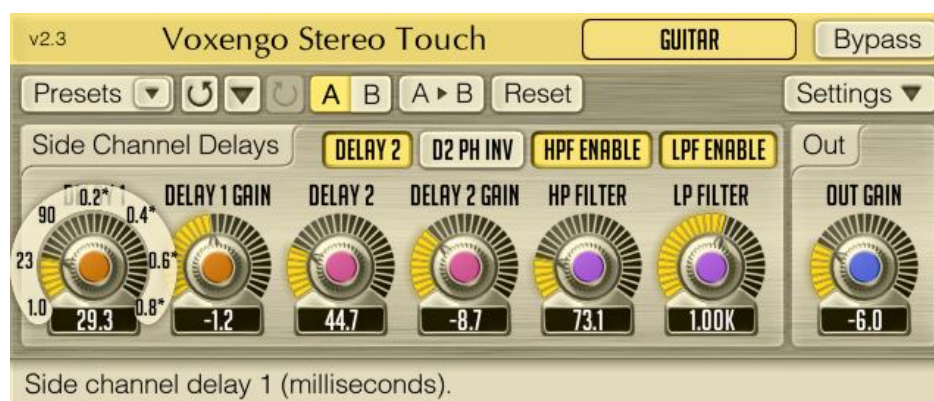 v2.3 Voxengo Stereo Touch GUITAR Bypass
Presets A B A ▸ B Reset Settings
Side Channel Delays DELAY 2 D2 PH INV HPF ENABLE LPF ENABLE Out
DELAY 1 GAIN DELAY 2 DELAY 2 GAIN HP FILTER LP FILTER OUT GAIN
0.2*
90 0.4*
23 0.6*
1.0 0.8*
29.3 -1.2 44.7 -8.7 73.1 1.00K -6.0
Side channel delay 1 (milliseconds).